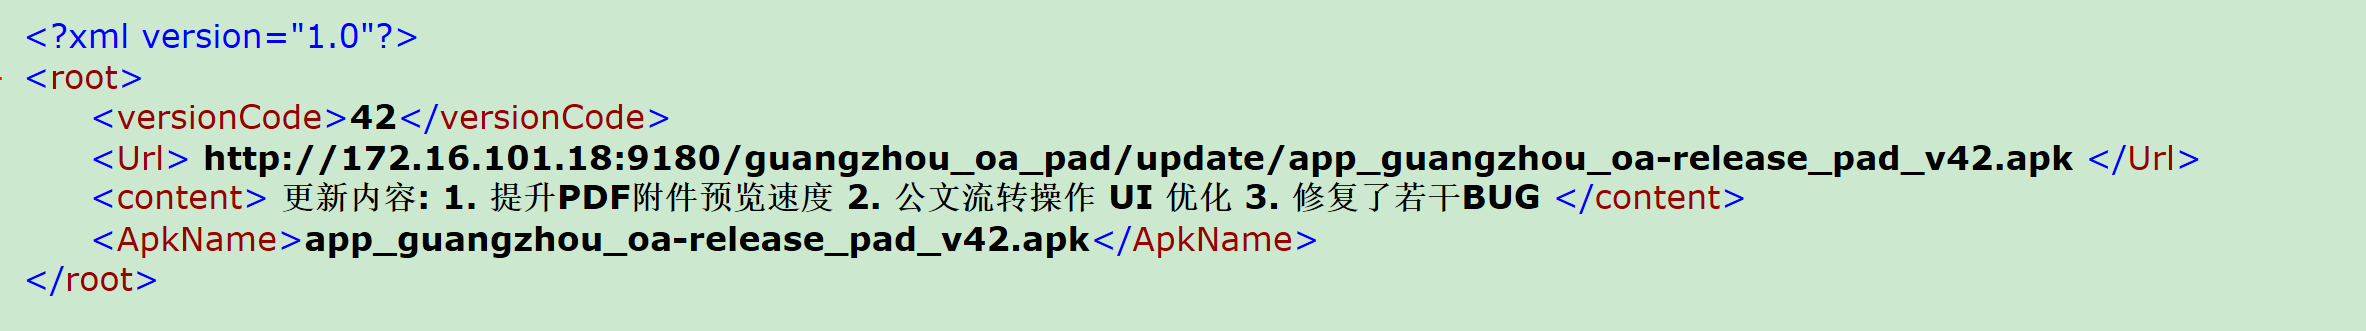 <?xml version="1.0"?>
- <root>
<versionCode>42</versionCode>
<Url> http://172.16.101.18:9180/guangzhou_oa_pad/update/app_guangzhou_oa-release_pad_v42.apk </Url>
<content> 更新内容: 1. 提升PDF附件预览速度 2. 公文流转操作 UI 优化 3. 修复了若干BUG </content>
<ApkName>app_guangzhou_oa-release_pad_v42.apk</ApkName>
</root>